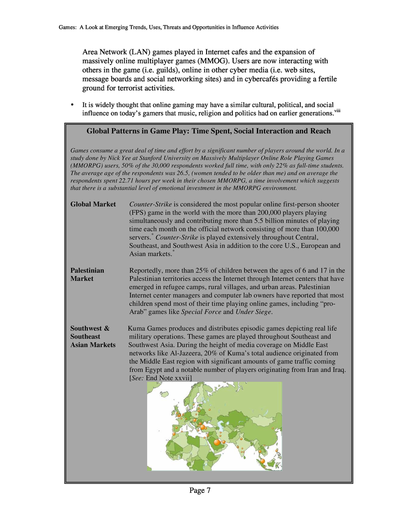 Games:  A Look at Emerging Trends, Uses, Threats and Opportunities in Influence Activities
Area Network (LAN) games played in Internet cafes and the expansion of
massively online multiplayer games (MMOG). Users are now interacting with
others in the game (i.e. guilds), online in other cyber media (i.e. web sites,
message boards and social networking sites) and in cybercafés providing a fertile
ground for terrorist activities.
• It is widely thought that online gaming may have a similar cultural, political, and social
influence on today's gamers that music, religion and politics had on earlier generations.viii
Global Patterns in Game Play: Time Spent, Social Interaction and Reach
Games consume a great deal of time and effort by a significant number of players around the world. In a
study done by Nick Yee at Stanford University on Massively Multiplayer Online Role Playing Games
(MMORPG) users, 50% of the 30,000 respondents worked full time, with only 22% as full-time students.
The average age of the respondents was 26.5, (women tended to be older than me) and on average the
respondents spent 22.71 hours per week in their chosen MMORPG, a time involvement which suggests
that there is a substantial level of emotional investment in the MMORPG environment.
Global Market Counter-Strike is considered the most popular online first-person shooter
(FPS) game in the world with the more than 200,000 players playing
simultaneously and contributing more than 5.5 billion minutes of playing
time each month on the official network consisting of more than 100,000
servers. Counter-Strike is played extensively throughout Central,
Southeast, and Southwest Asia in addition to the core U.S., European and
Asian markets.
Palestinian Reportedly, more than 25% of children between the ages of 6 and 17 in the
Market Palestinian territories access the Internet through Internet centers that have
emerged in refugee camps, rural villages, and urban areas. Palestinian
Internet center managers and computer lab owners have reported that most
children spend most of their time playing online games, including "pro-
Arab" games like Special Force and Under Siege.
Southwest & Kuma Games produces and distributes episodic games depicting real life
Southeast military operations. These games are played throughout Southeast and
Asian Markets Southwest Asia. During the height of media coverage on Middle East
networks like Al-Jazeera, 20% of Kuma's total audience originated from
the Middle East region with significant amounts of game traffic coming
from Egypt and a notable number of players originating from Iran and Iraq.
[See: End Note xxvii]
Page 7